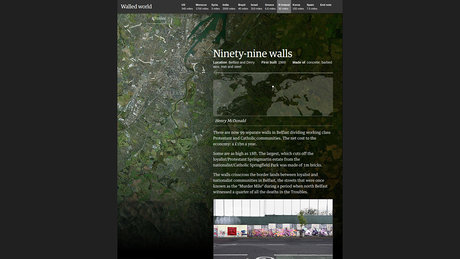 Walled world
US Morocco Syria India Brazil Israel Greece N Ireland Korea Spain End note
Ninety-nine walls
Location Belfast and Derry First built 1969 Made of concrete, barbed
wire, iron and steel
Henry McDonald
There are now 99 separate walls in Belfast dividing working class
Protestant and Catholic communities. The net cost to the
economy: a £1bn a year.
Some are as high as 18ft. The largest, which cuts off the
loyalist/Protestant Springmartin estate from the
nationalist/Catholic Springfield Park was made of 1m bricks.
The walls crisscross the border lands between loyalist and
nationalist communities in Belfast, the streets that were once
known as the "Murder Mile" during a period when north Belfast
witnessed a quarter of all the deaths in the Troubles.